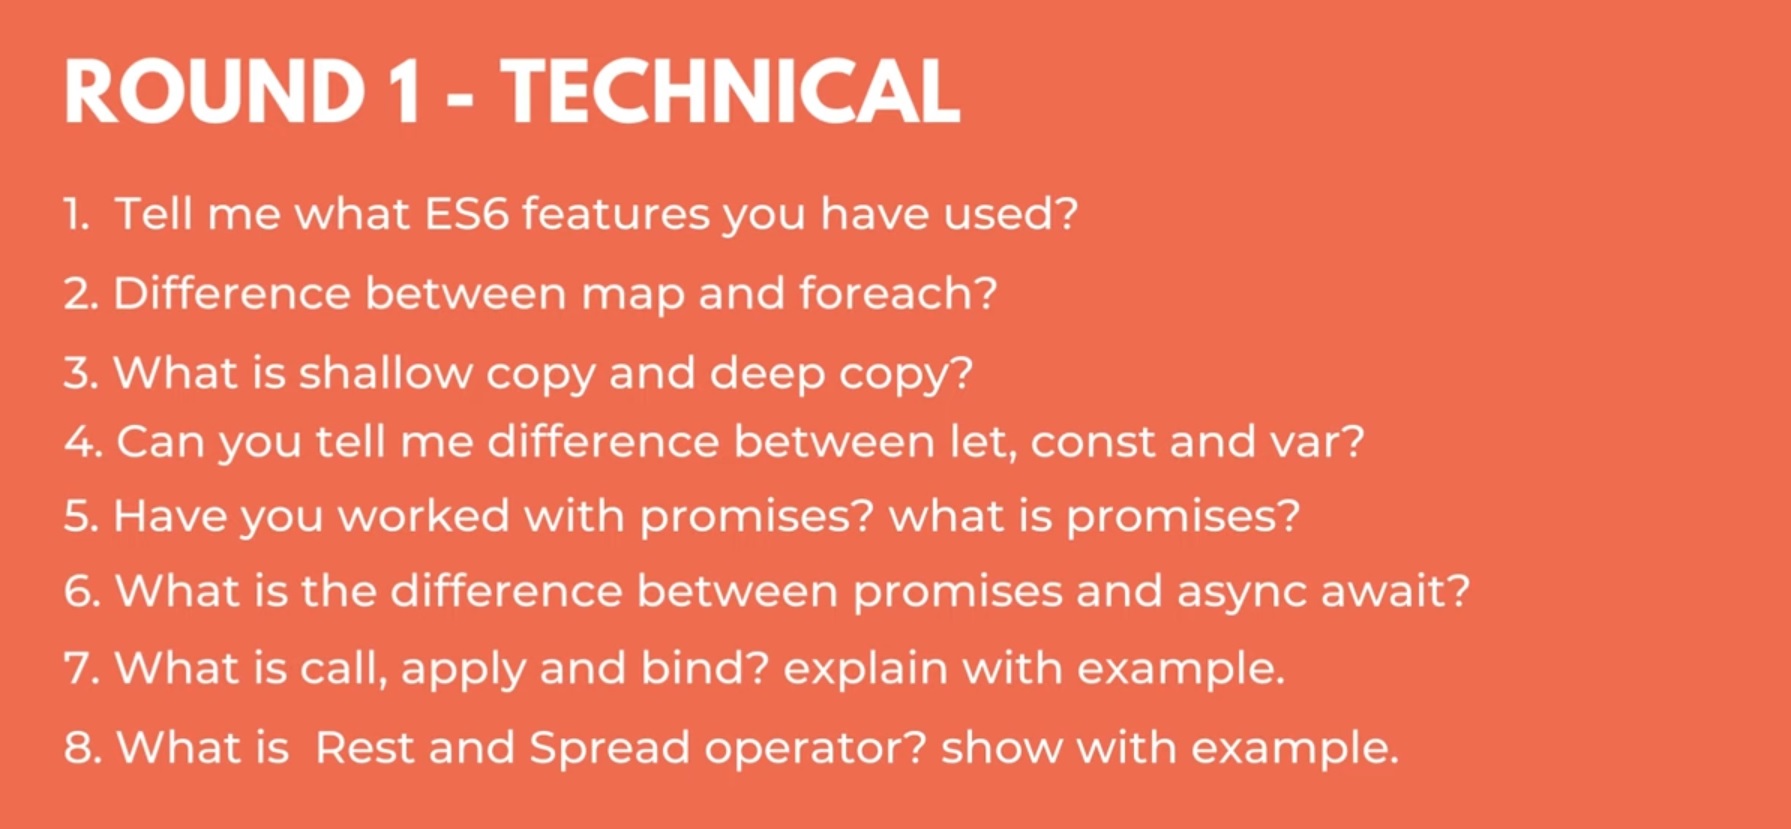 ROUND 1 - TECHNICAL
1. Tell me what ES6 features you have used?
2. Difference between map and foreach?
3. What is shallow copy and deep copy?
4. Can you tell me difference between let, const and var?
5. Have you worked with promises? what is promises?
6. What is the difference between promises and async await?
7. What is call, apply and bind? explain with example.
8. What is  Rest and Spread operator? show with example.